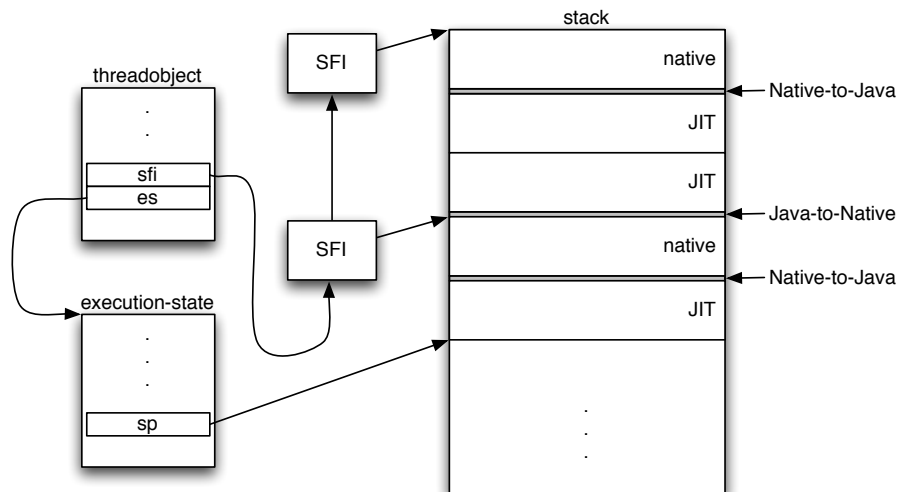 stack
SFI
native
threadobject
Native-to-Java
.
.
JIT
sfi
JIT
es
Java-to-Native
SFI
native
Native-to-Java
execution-state
JIT
.
.
.
sp
.
.
.